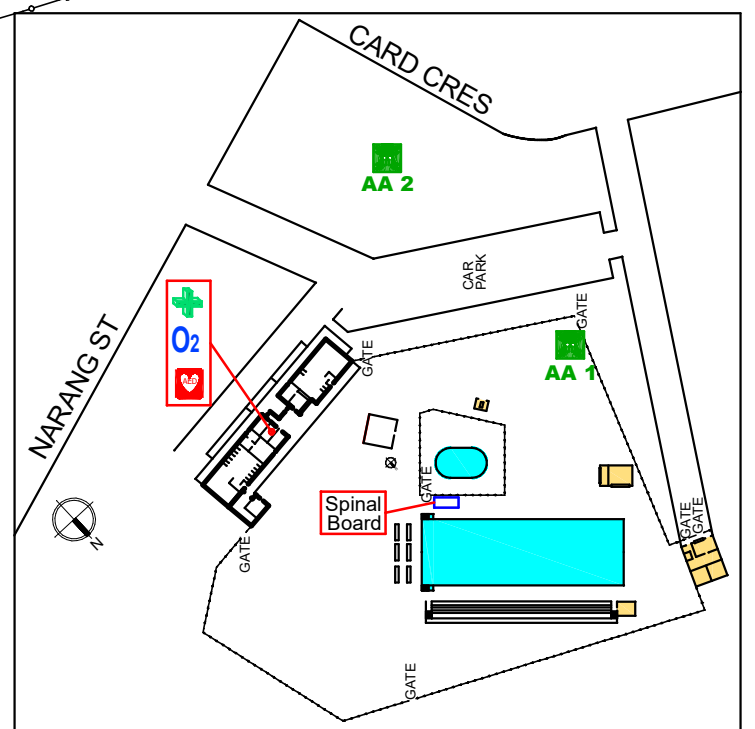 CARD CRES
AA 2
CAR
PARK
NARANG ST
O2
AED
GATE
AA 1
GATE
GATE
Spinal
Board
GATE
GATE
GATE
N
GATE